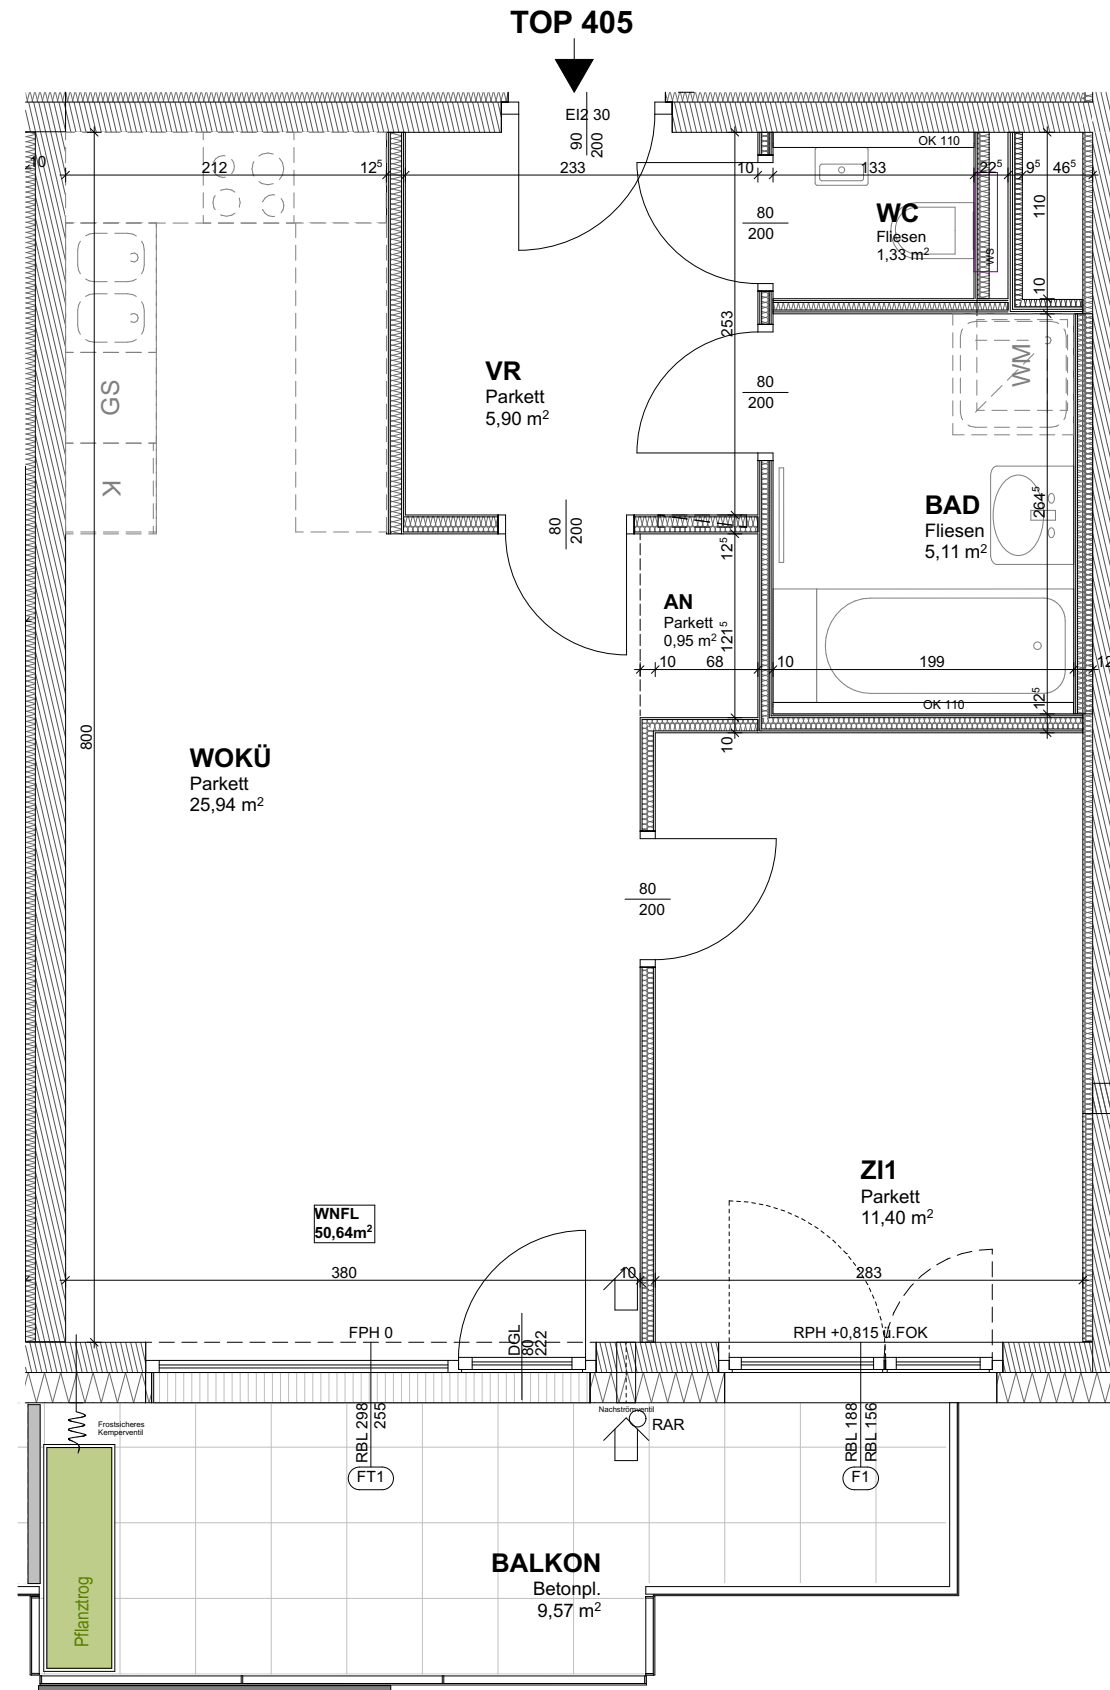 TOP 405
EI2 30
90
200
OK 110
10
212
12⁵
233
10
133
22⁵
9⁵
46⁵
110
80
200
WC
Fliesen
1,33 m²
WS
10
253
VR
Parkett
5,90 m²
80
200
WM
GS
K
BAD
Fliesen
5,11 m²
264⁵
80
200
12⁵
AN
Parkett
0,95 m²
121⁵
10
68
10
199
12
12⁵
OK 110
10
800
WOKÜ
Parkett
25,94 m²
80
200
ZI1
Parkett
11,40 m²
WNFL
50,64m²
380
10
283
FPH 0
DGL
80
222
RPH +0,815 ü.FOK
Nachströmventil
RAR
Frostsicheres
Kemperventil
RBL 298
255
FT1
RBL 188
RBL 156
F1
BALKON
Betonpl.
9,57 m²
Pflanztrog